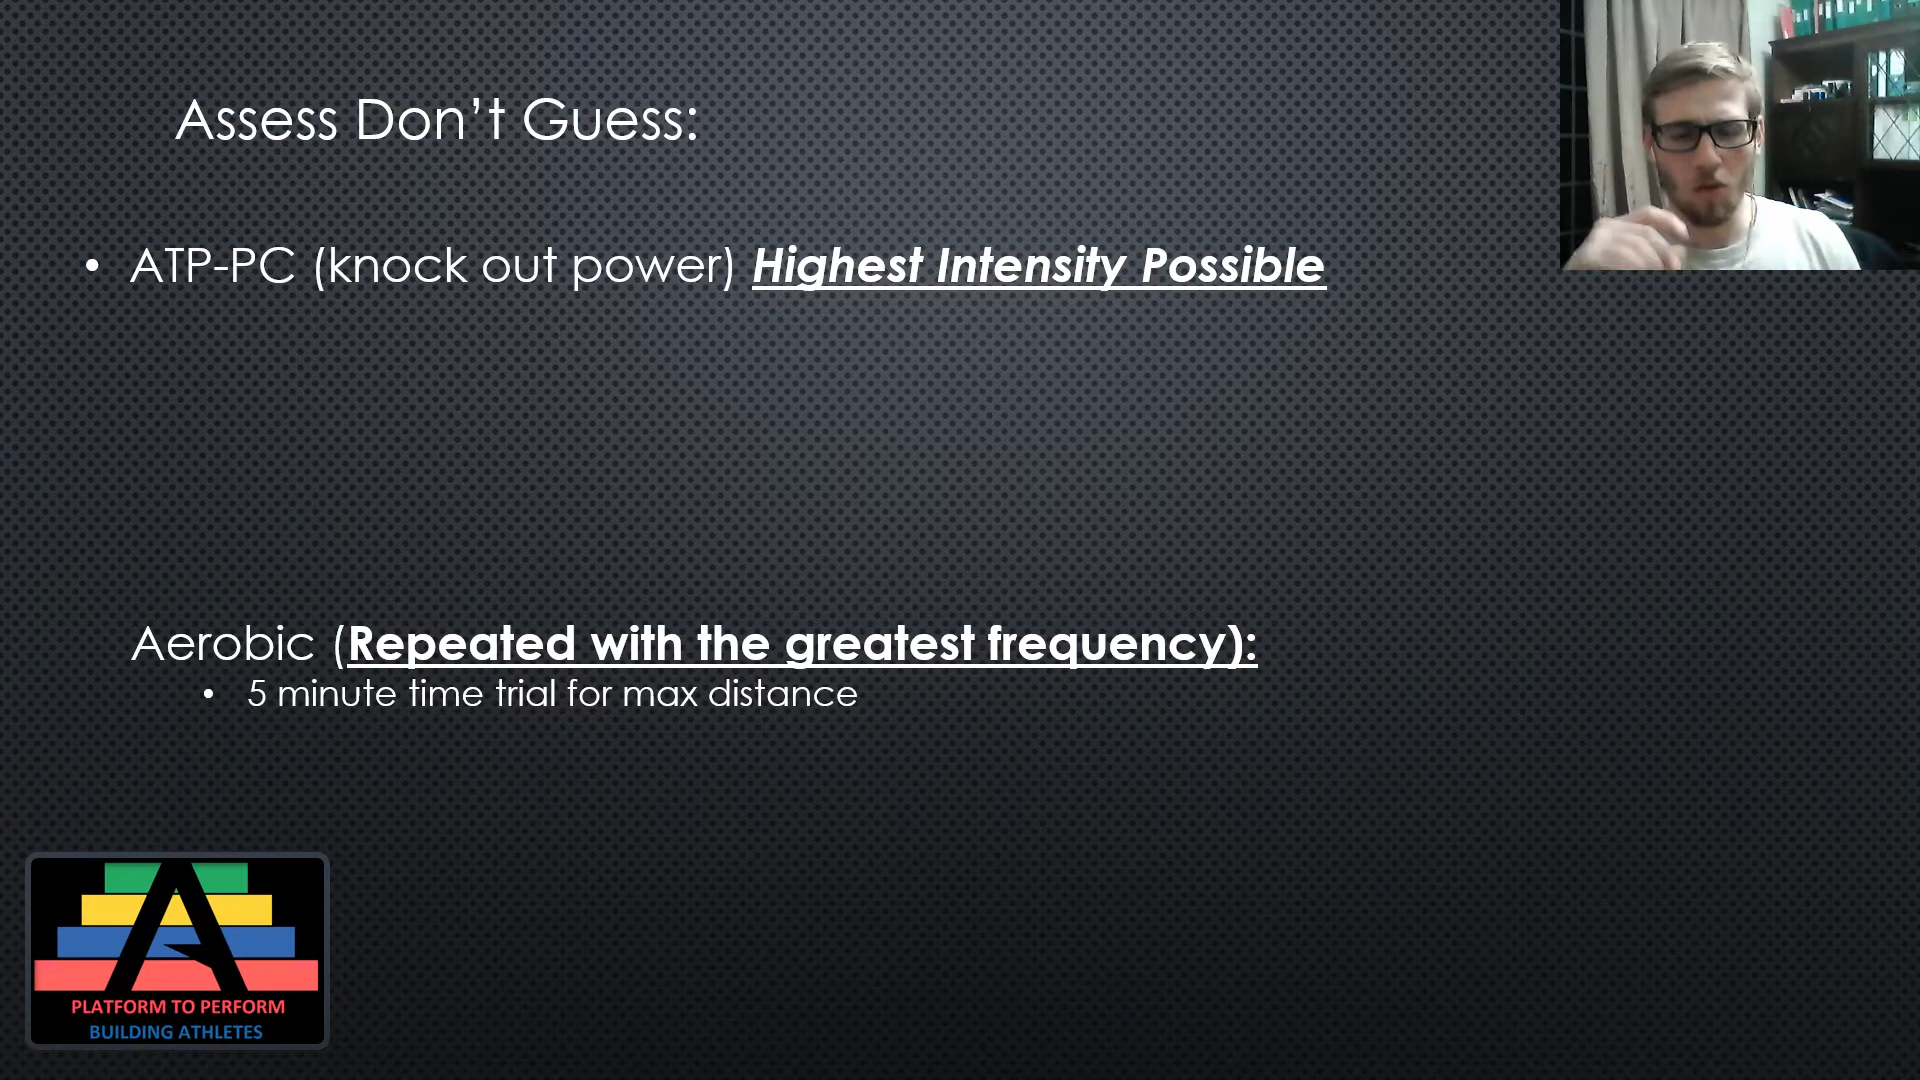 Assess Don’t Guess:
• ATP-PC (knock out power) Highest Intensity Possible
Aerobic (Repeated with the greatest frequency):
• 5 minute time trial for max distance
A
PLATFORM TO PERFORM
BUILDING ATHLETES